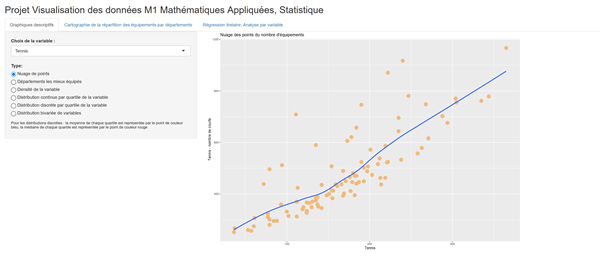 Projet Visualisation des données M1 Mathématiques Appliquées, Statistique
Graphiques descriptifs
Cartographie de la répartition des équipements par départements
Régression linéaire: Analyse par variable
Choix de la variable :
Tennis
Type:
Nuage de points
Départements les mieux équipés
Densité de la variable
Distribution continue par quartile de la variable
Distribution discrète par quartile de la variable
Distribution bivariée de variables
Pour les distributions discrètes : la moyenne de chaque quartile est représentée par le point de couleur
bleu, la médiane de chaque quartile est représentée par le point de couleur rouge
Nuage des points du nombre d'équipements
Tennis